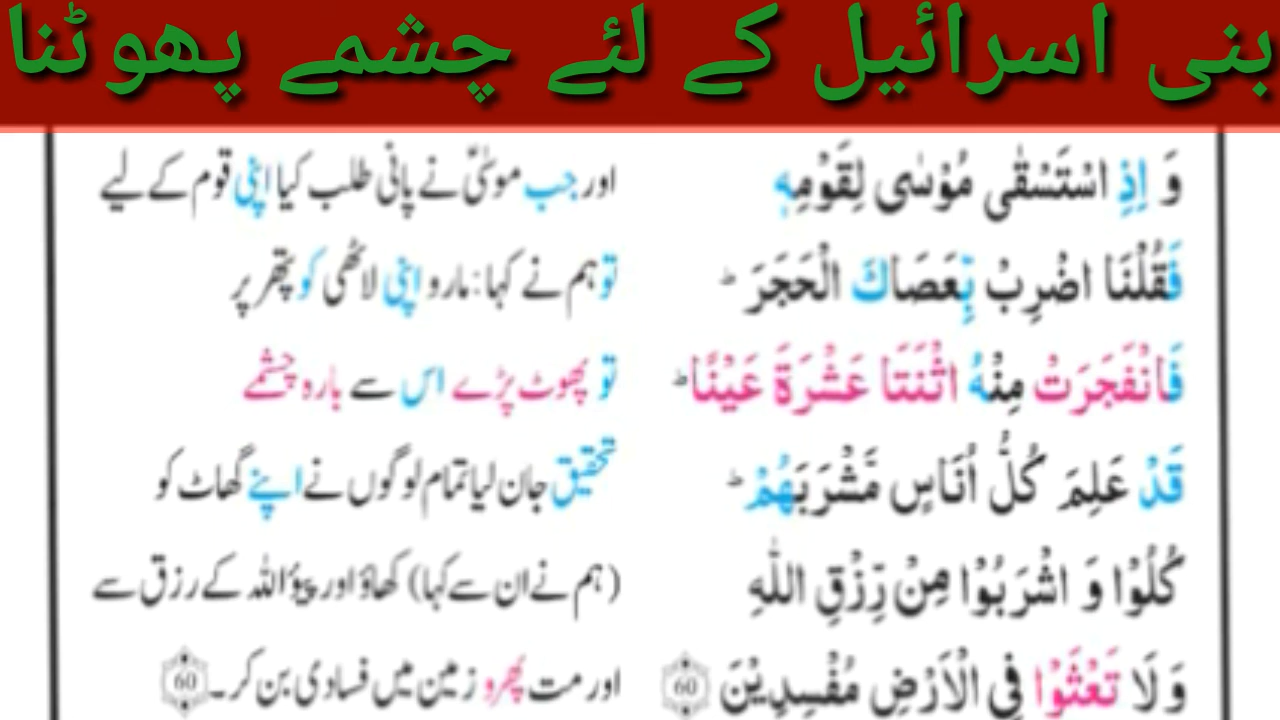 بنی اسرائیل کے لئے چشمے پھوٹنا
وَ اِذِ اسْتَسْقٰى مُوْسٰى لِقَوْمِهٖ
اور جب موسیٰؑ نے پانی طلب کیا اپنی قوم کے لیے
فَقُلْنَا اضْرِبْ بِّعَصَاكَ الْحَجَرَ ؕ
تو ہم نے کہا: مارو اپنی لاٹھی کو پتھر پر
فَانْفَجَرَتْ مِنْهُ اثْنَتَا عَشْرَةَ عَيْنًا ؕ
تو پھوٹ پڑے اس سے بارہ چشمے
قَدْ عَلِمَ كُلُّ اُنَاسٍ مَّشْرَبَهُمْ ؕ
تحقیق جان لیا تمام لوگوں نے اپنے گھاٹ کو
كُلُوْا وَ اشْرَبُوْا مِنْ رِّزْقِ اللّٰهِ
(ہم نے ان سے کہا) کھاؤ اور پیؤ اللہ کے رزق سے
وَ لَا تَعْثَوْا فِي الْاَرْضِ مُفْسِدِيْنَ 60
اور مت پھرو زمین میں فسادی بن کر۔ 60